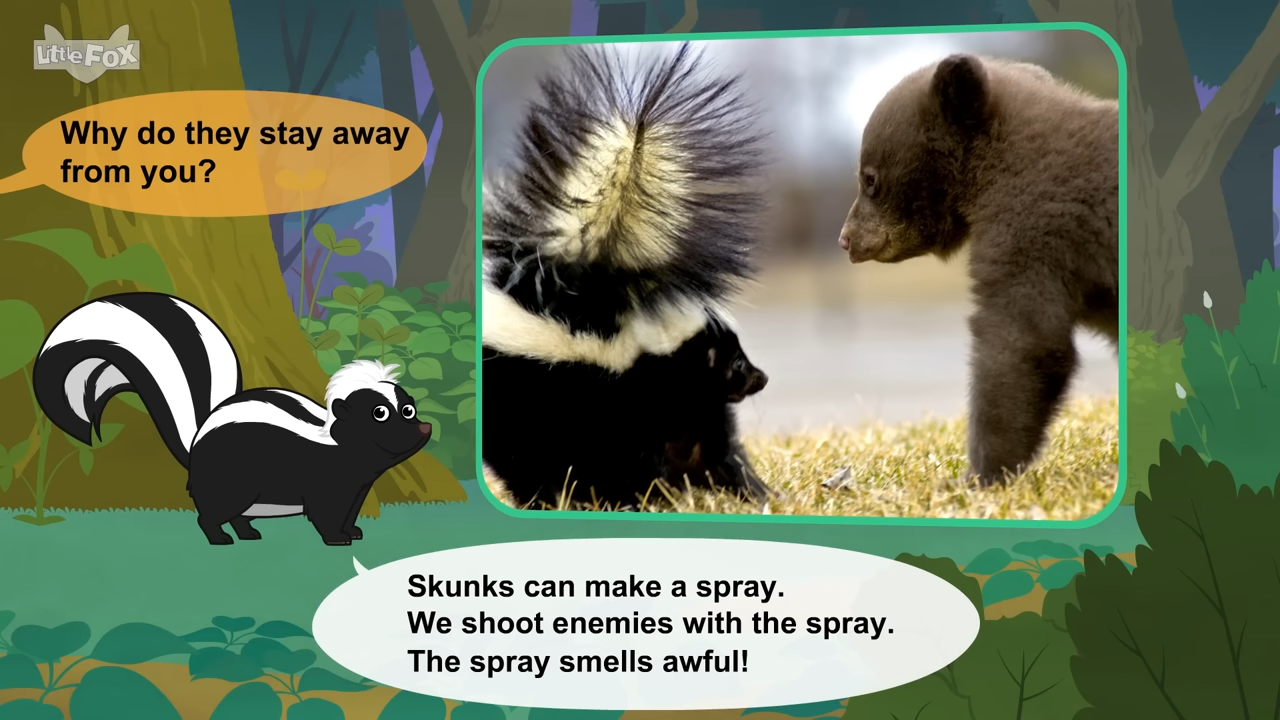 Little Fox
Why do they stay away
from you?
Skunks can make a spray.
We shoot enemies with the spray.
The spray smells awful!